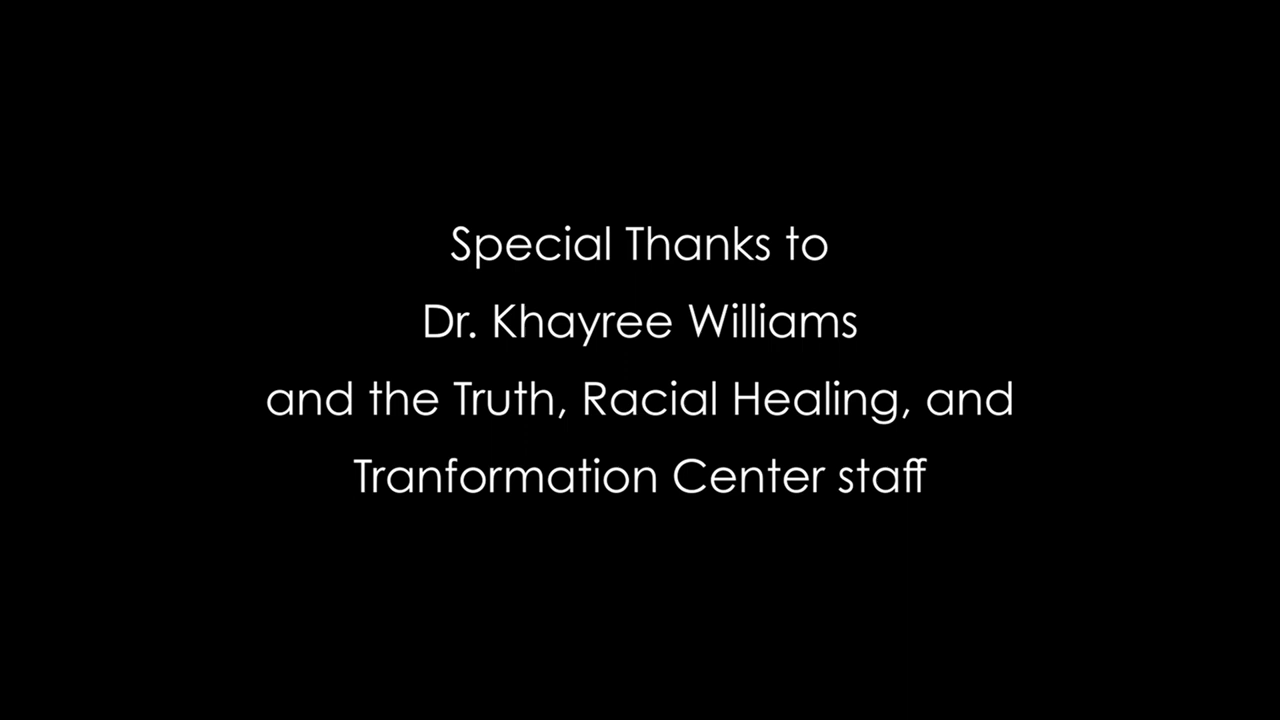 Special Thanks to
Dr. Khayree Williams
and the Truth, Racial Healing, and
Tranformation Center staff